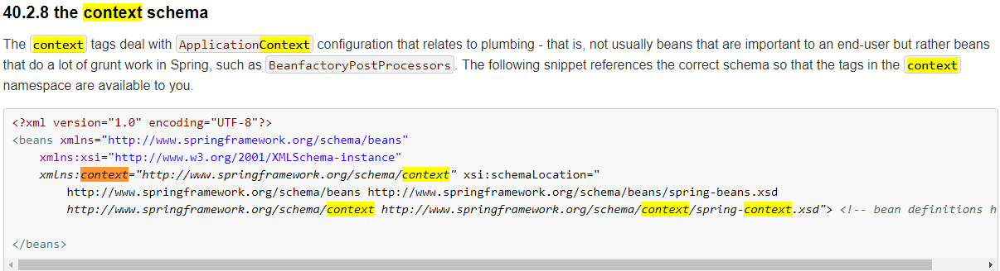 40.2.8 the context schema
The context tags deal with ApplicationContext configuration that relates to plumbing - that is, not usually beans that are important to an end-user but rather beans
that do a lot of grunt work in Spring, such as BeanfactoryPostProcessors. The following snippet references the correct schema so that the tags in the context
namespace are available to you.
<?xml version="1.0" encoding="UTF-8"?>
<beans xmlns="http://www.springframework.org/schema/beans"
xmlns:xsi="http://www.w3.org/2001/XMLSchema-instance"
xmlns:context="http://www.springframework.org/schema/context" xsi:schemaLocation="
http://www.springframework.org/schema/beans http://www.springframework.org/schema/beans/spring-beans.xsd
http://www.springframework.org/schema/context http://www.springframework.org/schema/context/spring-context.xsd"> <!-- bean definitions h
</beans>